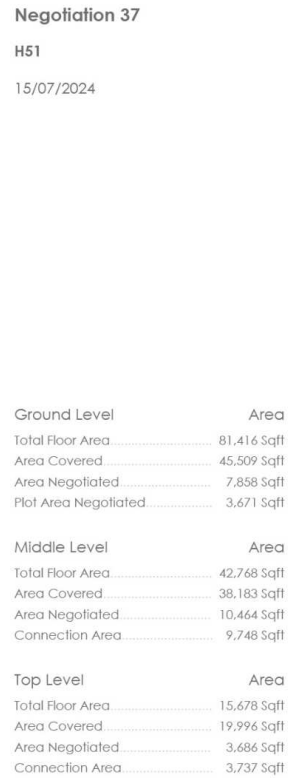 Negotiation 37
H51
15/07/2024
Ground Level Area
Total Floor Area 81,416 Sqft
Area Covered 45,509 Sqft
Area Negotiated 7,858 Sqft
Plot Area Negotiated 3,671 Sqft
Middle Level Area
Total Floor Area 42,768 Sqft
Area Covered 38,183 Sqft
Area Negotiated 10,464 Sqft
Connection Area 9,748 Sqft
Top Level Area
Total Floor Area 15,678 Sqft
Area Covered 19,996 Sqft
Area Negotiated 3,686 Sqft
Connection Area 3,737 Sqft